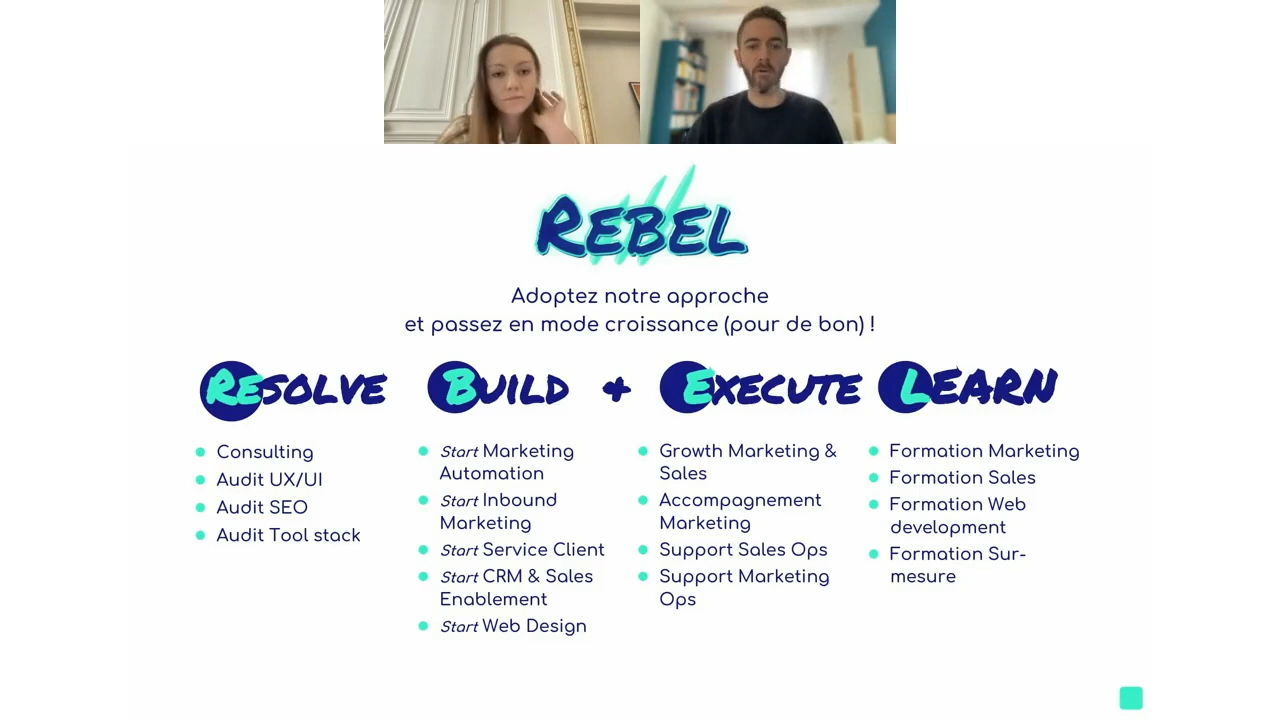 REBEL
Adoptez notre approche
et passez en mode croissance (pour de bon) !
RESOLVE
BUILD & EXECUTE
LEARN
Consulting
Audit UX/UI
Audit SEO
Audit Tool stack
Start Marketing
Automation
Start Inbound
Marketing
Start Service Client
Start CRM & Sales
Enablement
Start Web Design
Growth Marketing &
Sales
Accompagnement
Marketing
Support Sales Ops
Support Marketing
Ops
Formation Marketing
Formation Sales
Formation Web
development
Formation Sur-
mesure